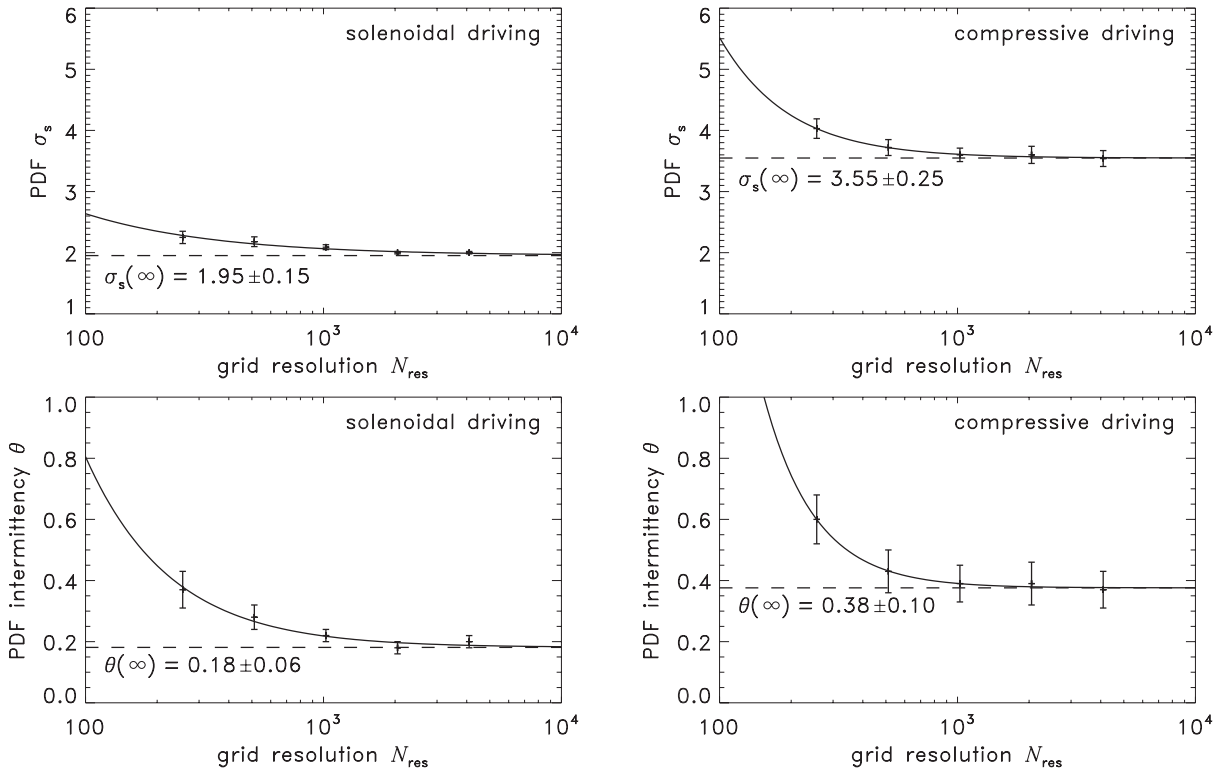 solenoidal driving
PDF σs
6
5
4
3
2
1
σs(∞) = 1.95±0.15
100
10³
10⁴
grid resolution Nres
compressive driving
PDF σs
6
5
4
3
2
1
σs(∞) = 3.55±0.25
100
10³
10⁴
grid resolution Nres
solenoidal driving
PDF intermittency θ
1.0
0.8
0.6
0.4
0.2
0.0
θ(∞) = 0.18±0.06
100
10³
10⁴
grid resolution Nres
compressive driving
PDF intermittency θ
1.0
0.8
0.6
0.4
0.2
0.0
θ(∞) = 0.38±0.10
100
10³
10⁴
grid resolution Nres